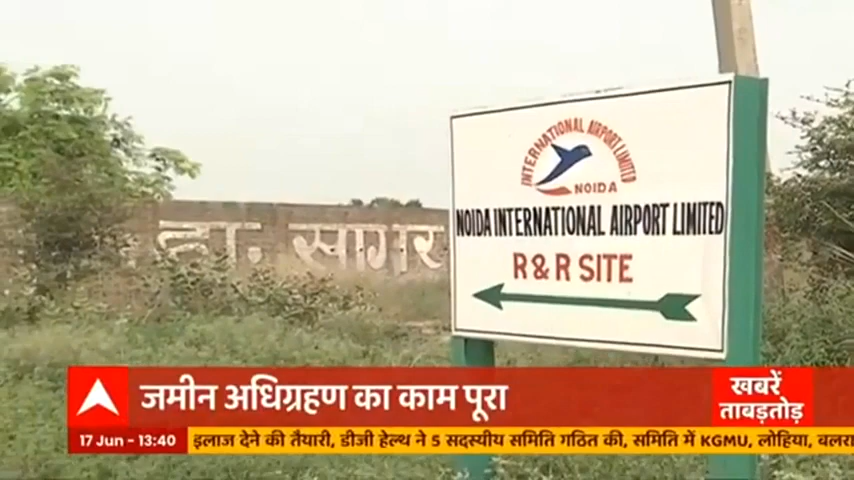 INTERNATIONAL AIRPORT LIMITED
NOIDA
NOIDA INTERNATIONAL AIRPORT LIMITED
R & R SITE
डा॰ सागर
जमीन अधिग्रहण का काम पूरा
खबरें
ताबड़तोड़
17 Jun - 13:40
इलाज देने की तैयारी, डीजी हेल्थ ने 5 सदस्यीय समिति गठित की, समिति में KGMU, लोहिया, बलरा